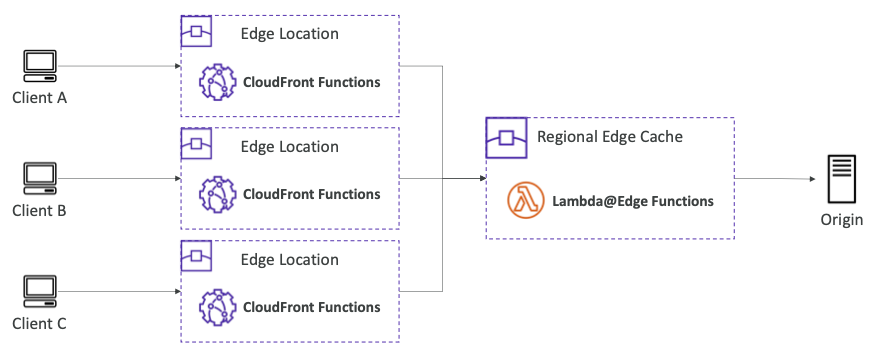 Edge Location
CloudFront Functions
Client A
Edge Location
CloudFront Functions
Client B
Edge Location
CloudFront Functions
Client C
Regional Edge Cache
Lambda@Edge Functions
Origin